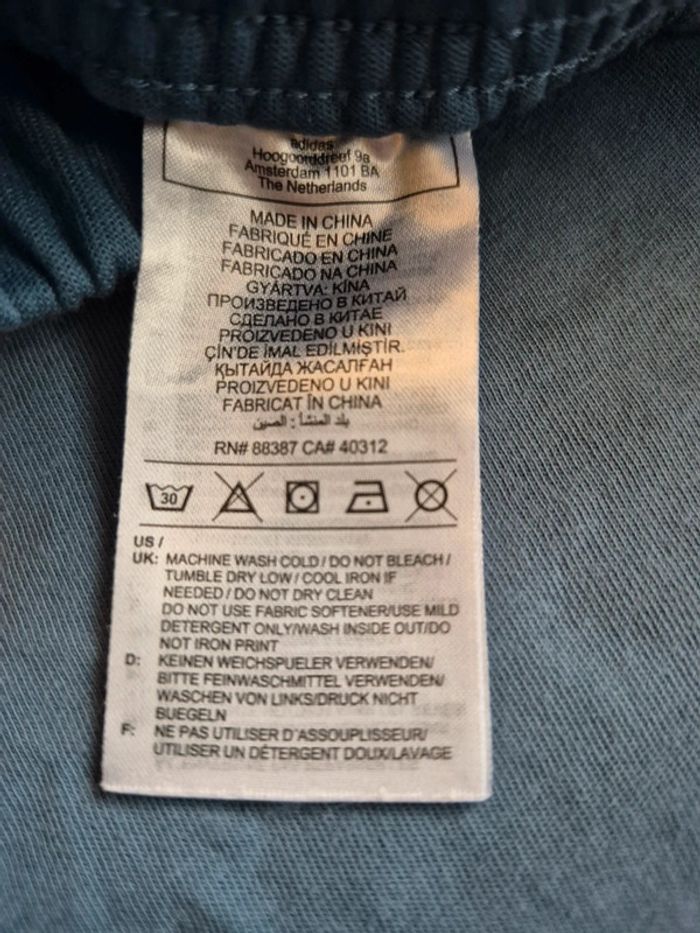 adidas
Hoogoorddreef 9a
Amsterdam 1101 BA
The Netherlands
MADE IN CHINA
FABRIQUÉ EN CHINE
FABRICADO EN CHINA
FABRICADO NA CHINA
GYÁRTVA: KÍNA
ПРОИЗВЕДЕНО В КИТАЙ
СДЕЛАНО В КИТАЕ
PROIZVEDENO U KINI
ÇİN'DE İMAL EDİLMİŞTİR.
ҚЫТАЙДА ЖАСАЛҒАН
PROIZVEDENO U KINI
FABRICAT ÎN CHINA
بلد المنشأ : الصين
RN# 88387 CA# 40312
30
US /
UK: MACHINE WASH COLD / DO NOT BLEACH /
TUMBLE DRY LOW / COOL IRON IF
NEEDED / DO NOT DRY CLEAN
DO NOT USE FABRIC SOFTENER/USE MILD
DETERGENT ONLY/WASH INSIDE OUT/DO
NOT IRON PRINT
D: KEINEN WEICHSPUELER VERWENDEN/
BITTE FEINWASCHMITTEL VERWENDEN/
WASCHEN VON LINKS/DRUCK NICHT
BUEGELN
F: NE PAS UTILISER D'ASSOUPLISSEUR/
UTILISER UN DÉTERGENT DOUX/LAVAGE